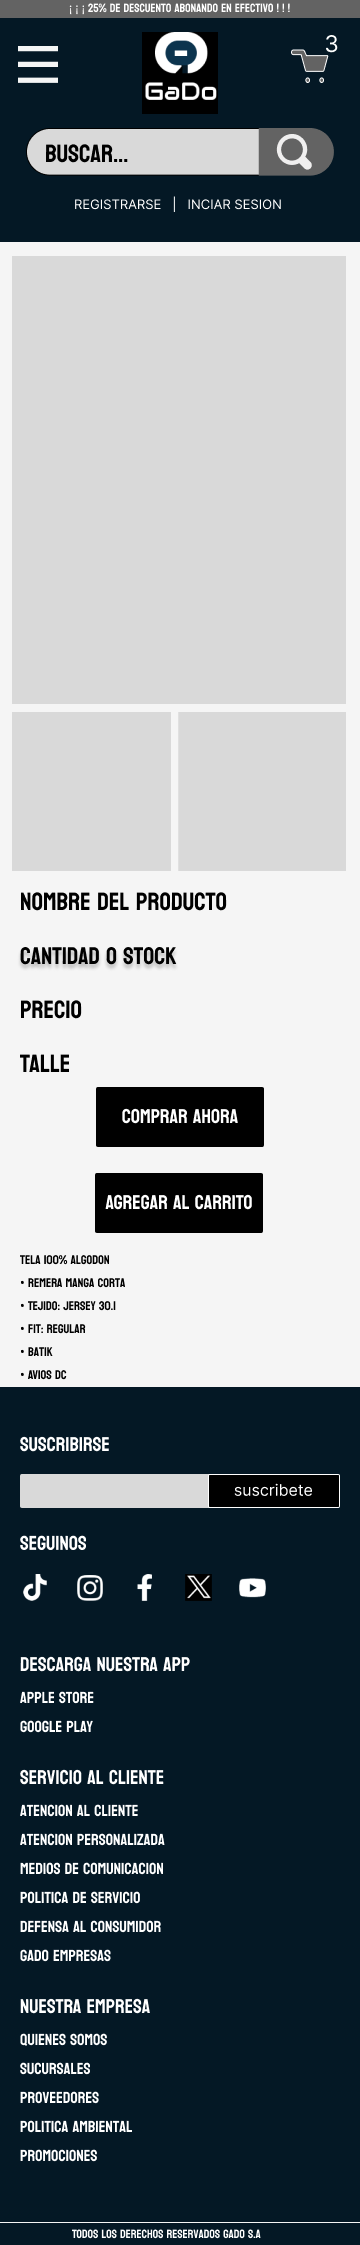 ¡ ¡ ¡ 25% DE DESCUENTO ABONANDO EN EFECTIVO ! ! !
3
GaDo
BUSCAR...
REGISTRARSE | INCIAR SESION
NOMBRE DEL PRODUCTO
CANTIDAD O STOCK
PRECIO
TALLE
COMPRAR AHORA
AGREGAR AL CARRITO
TELA 100% ALGODON
• REMERA MANGA CORTA
• TEJIDO: JERSEY 30.1
• FIT: REGULAR
• BATIK
• AVIOS DC
SUSCRIBIRSE
suscribete
SEGUINOS
DESCARGA NUESTRA APP
APPLE STORE
GOOGLE PLAY
SERVICIO AL CLIENTE
ATENCION AL CLIENTE
ATENCION PERSONALIZADA
MEDIOS DE COMUNICACION
POLITICA DE SERVICIO
DEFENSA AL CONSUMIDOR
GADO EMPRESAS
NUESTRA EMPRESA
QUIENES SOMOS
SUCURSALES
PROVEEDORES
POLITICA AMBIENTAL
PROMOCIONES
TODOS LOS DERECHOS RESERVADOS GADO S.A